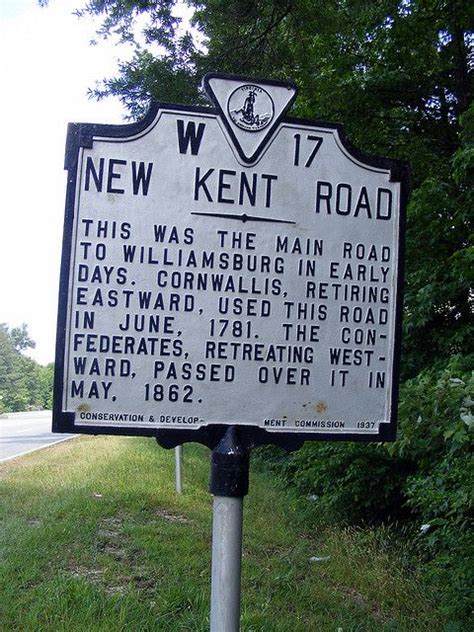 VIRGINIA
W 17
NEW KENT ROAD
THIS WAS THE MAIN ROAD
TO WILLIAMSBURG IN EARLY
DAYS. CORNWALLIS, RETIRING
EASTWARD, USED THIS ROAD
IN JUNE, 1781. THE CON-
FEDERATES, RETREATING WEST-
WARD, PASSED OVER IT IN
MAY, 1862.
CONSERVATION & DEVELOP- MENT COMMISSION 1937